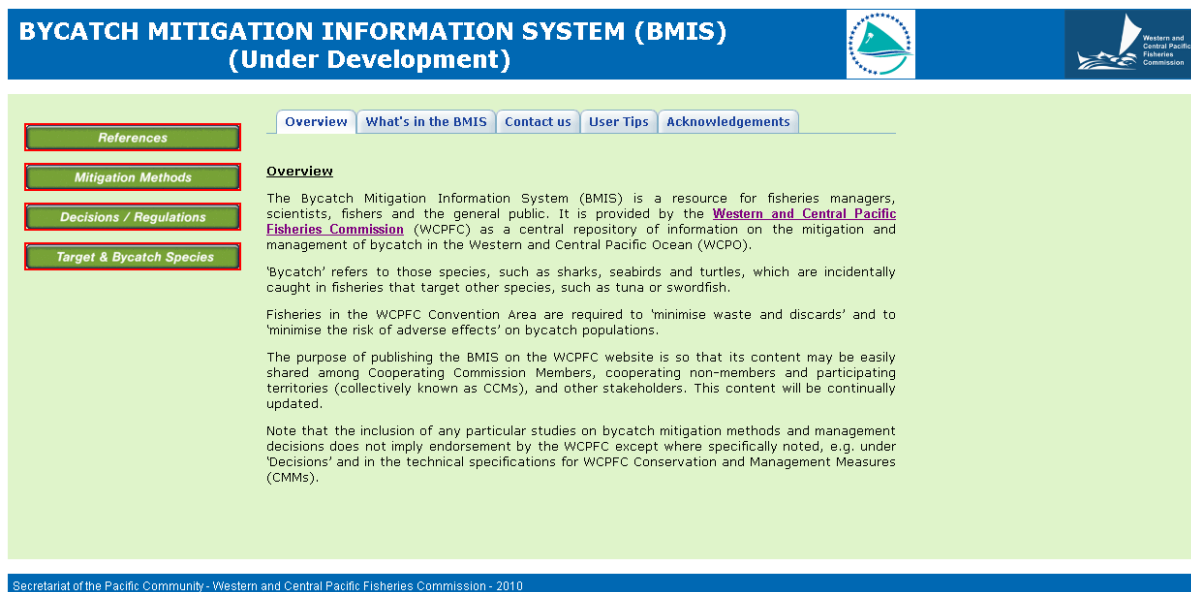 BYCATCH MITIGATION INFORMATION SYSTEM (BMIS)
(Under Development)
Western and
Central Pacific
Fisheries
Commission
References
Mitigation Methods
Decisions / Regulations
Target & Bycatch Species
Overview What's in the BMIS Contact us User Tips Acknowledgements
Overview
The Bycatch Mitigation Information System (BMIS) is a resource for fisheries managers,
scientists, fishers and the general public. It is provided by the Western and Central Pacific
Fisheries Commission (WCPFC) as a central repository of information on the mitigation and
management of bycatch in the Western and Central Pacific Ocean (WCPO).
'Bycatch' refers to those species, such as sharks, seabirds and turtles, which are incidentally
caught in fisheries that target other species, such as tuna or swordfish.
Fisheries in the WCPFC Convention Area are required to 'minimise waste and discards' and to
'minimise the risk of adverse effects' on bycatch populations.
The purpose of publishing the BMIS on the WCPFC website is so that its content may be easily
shared among Cooperating Commission Members, cooperating non-members and participating
territories (collectively known as CCMs), and other stakeholders. This content will be continually
updated.
Note that the inclusion of any particular studies on bycatch mitigation methods and management
decisions does not imply endorsement by the WCPFC except where specifically noted, e.g. under
'Decisions' and in the technical specifications for WCPFC Conservation and Management Measures
(CMMs).
Secretariat of the Pacific Community - Western and Central Pacific Fisheries Commission - 2010